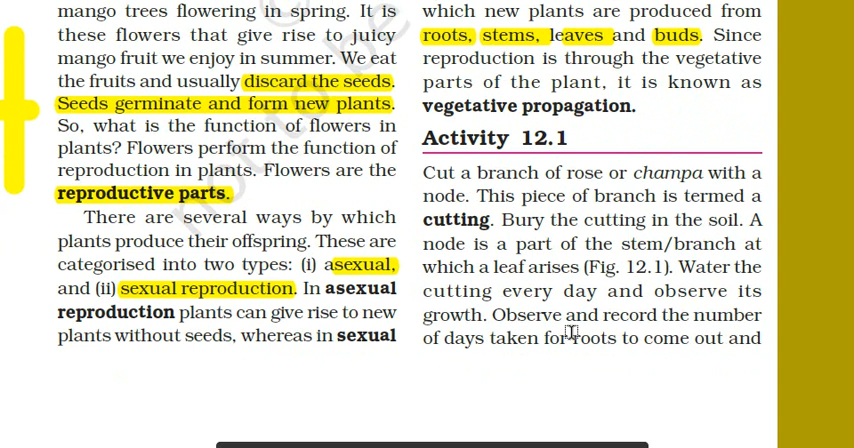 mango trees flowering in spring. It is
these flowers that give rise to juicy
mango fruit we enjoy in summer. We eat
the fruits and usually discard the seeds.
Seeds germinate and form new plants.
So, what is the function of flowers in
plants? Flowers perform the function of
reproduction in plants. Flowers are the
reproductive parts.
There are several ways by which
plants produce their offspring. These are
categorised into two types: (i) asexual,
and (ii) sexual reproduction. In asexual
reproduction plants can give rise to new
plants without seeds, whereas in sexual
which new plants are produced from
roots, stems, leaves and buds. Since
reproduction is through the vegetative
parts of the plant, it is known as
vegetative propagation.
Activity 12.1
Cut a branch of rose or champa with a
node. This piece of branch is termed a
cutting. Bury the cutting in the soil. A
node is a part of the stem/branch at
which a leaf arises (Fig. 12.1). Water the
cutting every day and observe its
growth. Observe and record the number
of days taken for roots to come out and
not to be